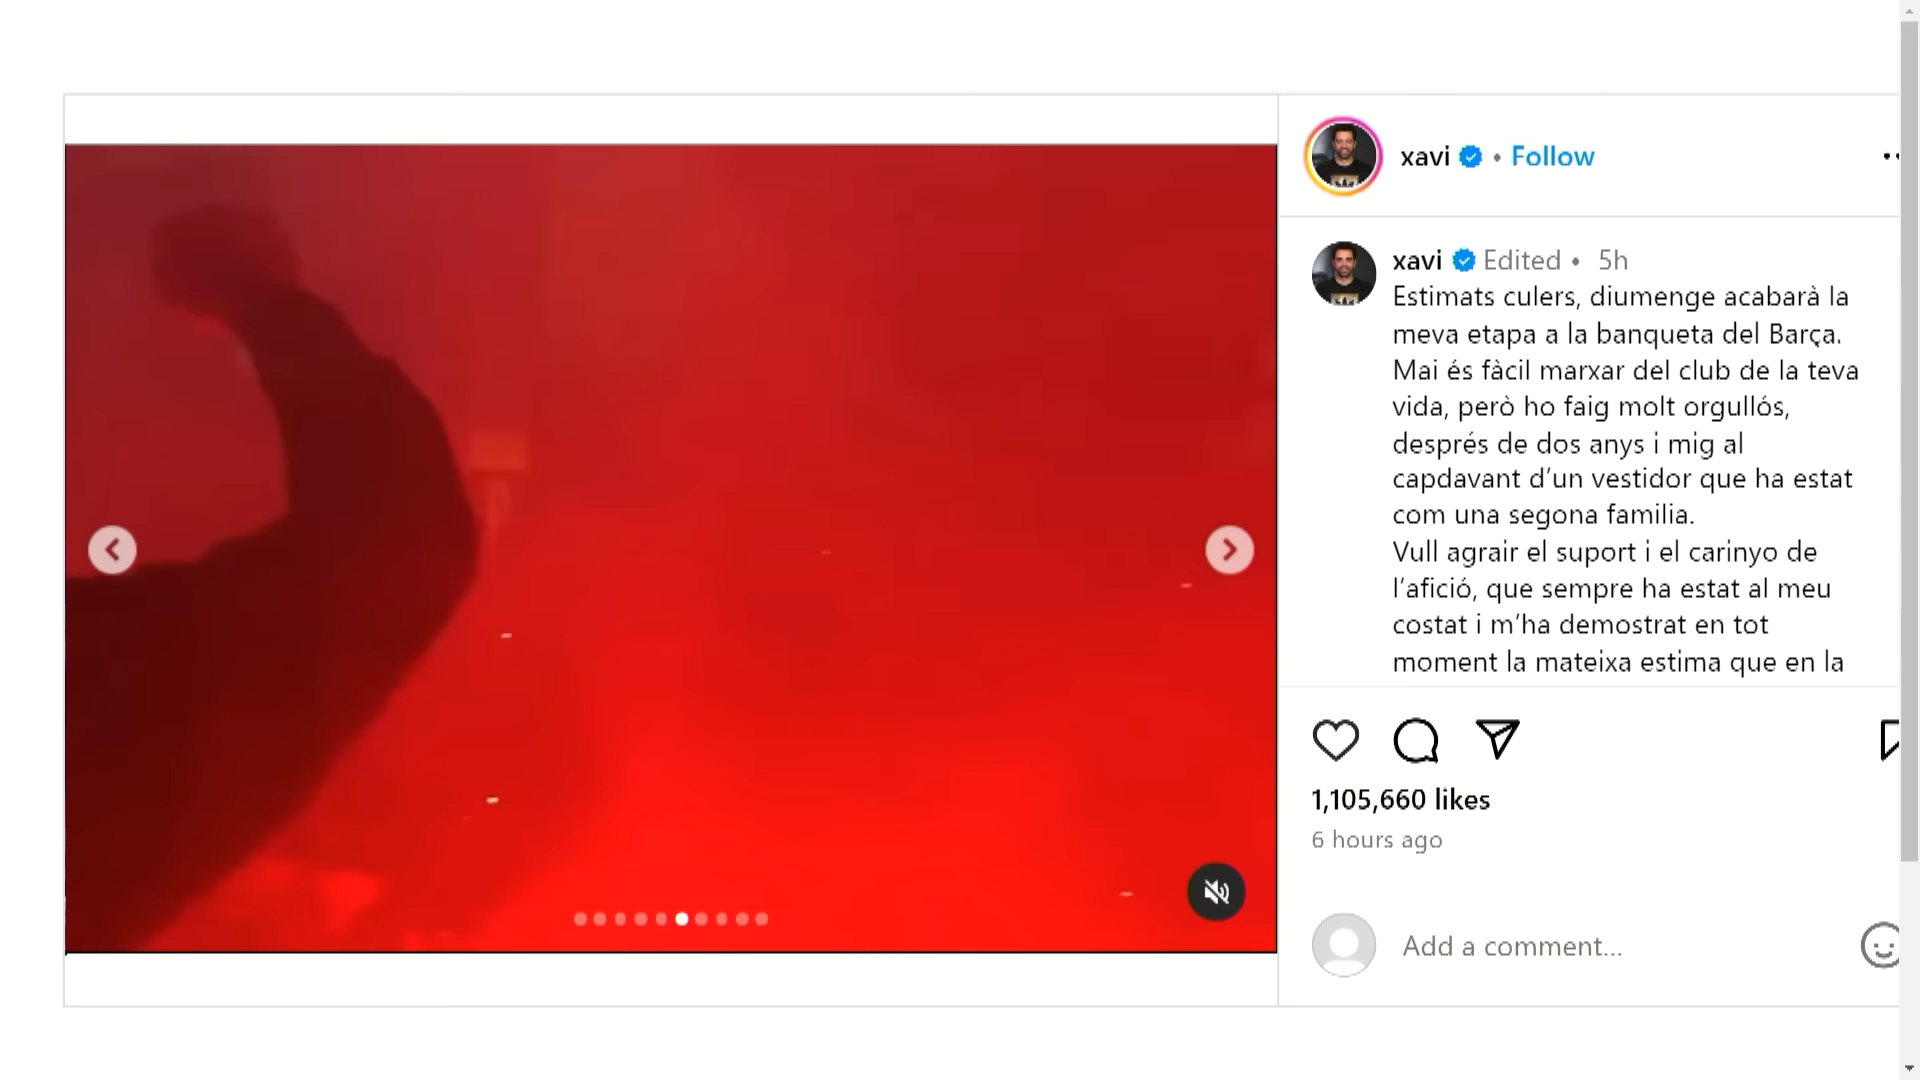 xavi • Follow
xavi Edited • 5h
Estimats culers, diumenge acabarà la
meva etapa a la banqueta del Barça.
Mai és fàcil marxar del club de la teva
vida, però ho faig molt orgullós,
després de dos anys i mig al
capdavant d’un vestidor que ha estat
com una segona familia.
Vull agrair el suport i el carinyo de
l’afició, que sempre ha estat al meu
costat i m’ha demostrat en tot
moment la mateixa estima que en la
1,105,660 likes
6 hours ago
Add a comment...